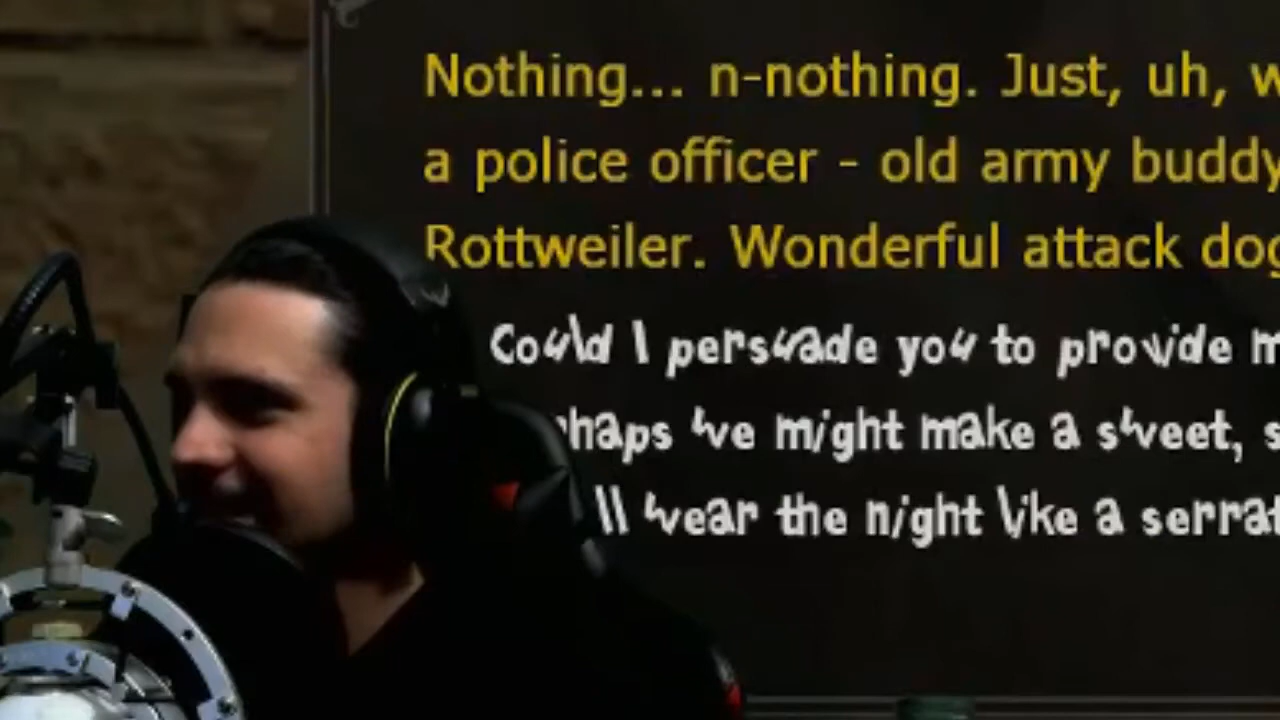 Nothing... n-nothing. Just, uh, w
a police officer - old army buddy
Rottweiler. Wonderful attack dog
Could I persuade you to provide m
haps we might make a sweet, s
ll wear the night like a serrat